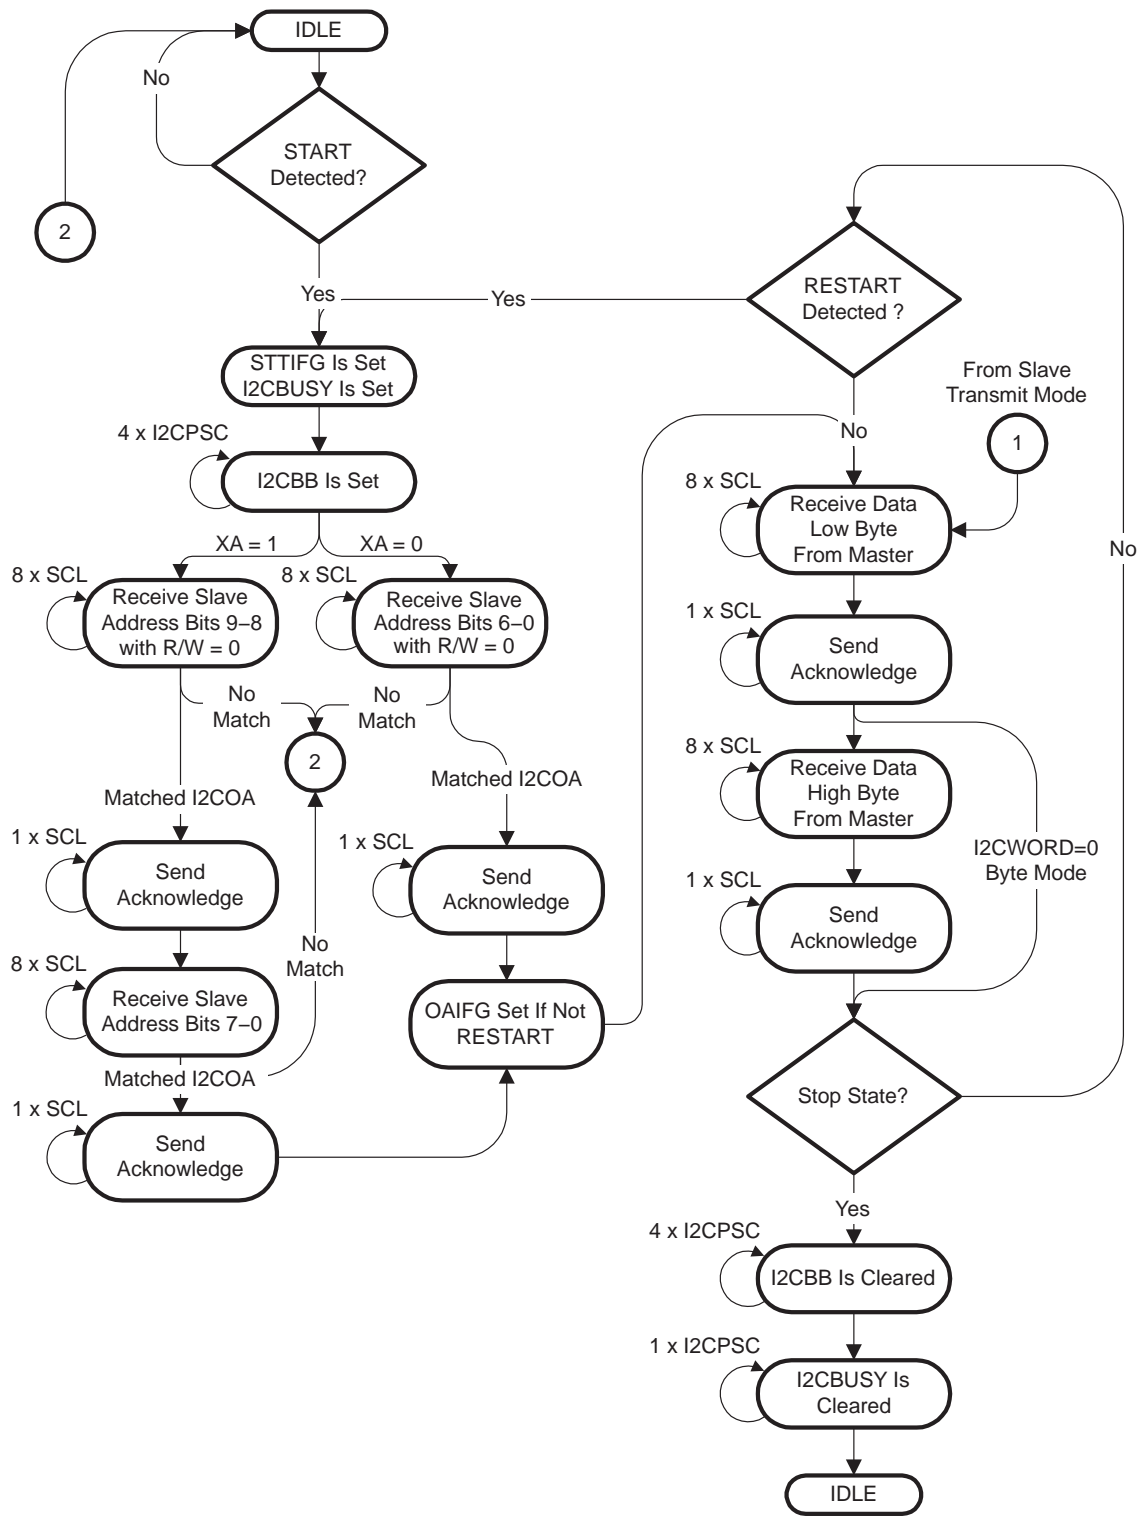 IDLE
No
START
Detected?
2
Yes
Yes
RESTART
Detected ?
STTIFG Is Set
I2CBUSY Is Set
From Slave
Transmit Mode
1
4 x I2CPSC
I2CBB Is Set
No
8 x SCL
Receive Data
Low Byte
From Master
No
XA = 1
XA = 0
8 x SCL
Receive Slave
Address Bits 9–8
with R/W = 0
8 x SCL
Receive Slave
Address Bits 6–0
with R/W = 0
1 x SCL
Send
Acknowledge
No
Match
No
Match
2
8 x SCL
Receive Data
High Byte
From Master
Matched I2COA
Matched I2COA
I2CWORD=0
Byte Mode
1 x SCL
Send
Acknowledge
1 x SCL
Send
Acknowledge
1 x SCL
Send
Acknowledge
No
Match
8 x SCL
Receive Slave
Address Bits 7–0
OAIFG Set If Not
RESTART
Matched I2COA
Stop State?
1 x SCL
Send
Acknowledge
Yes
4 x I2CPSC
I2CBB Is Cleared
1 x I2CPSC
I2CBUSY Is
Cleared
IDLE